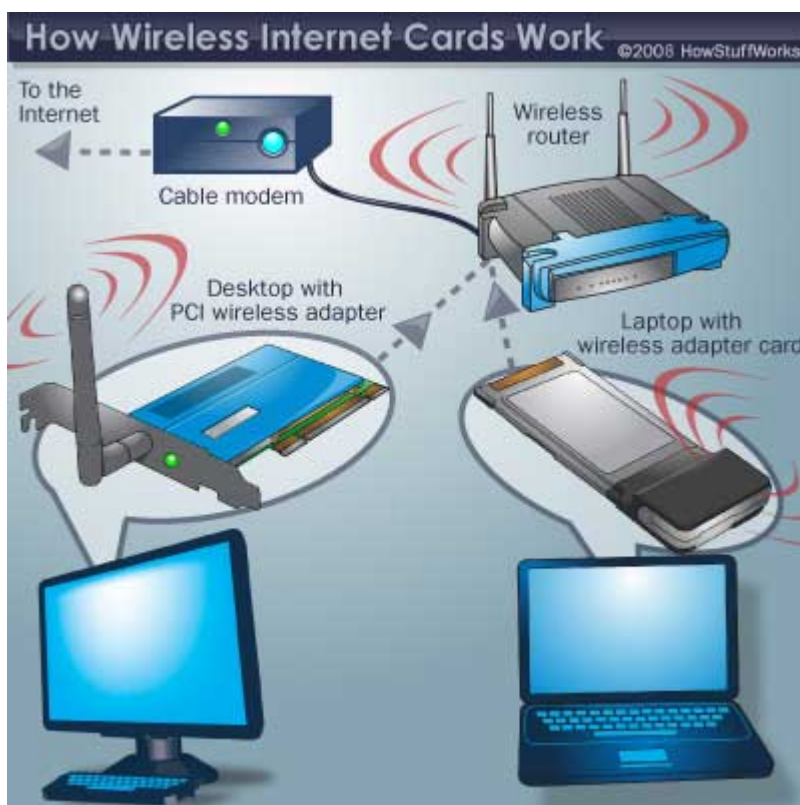 How Wireless Internet Cards Work ©2008 HowStuffWorks
To the
Internet
Cable modem
Wireless
router
Desktop with
PCI wireless adapter
Laptop with
wireless adapter card